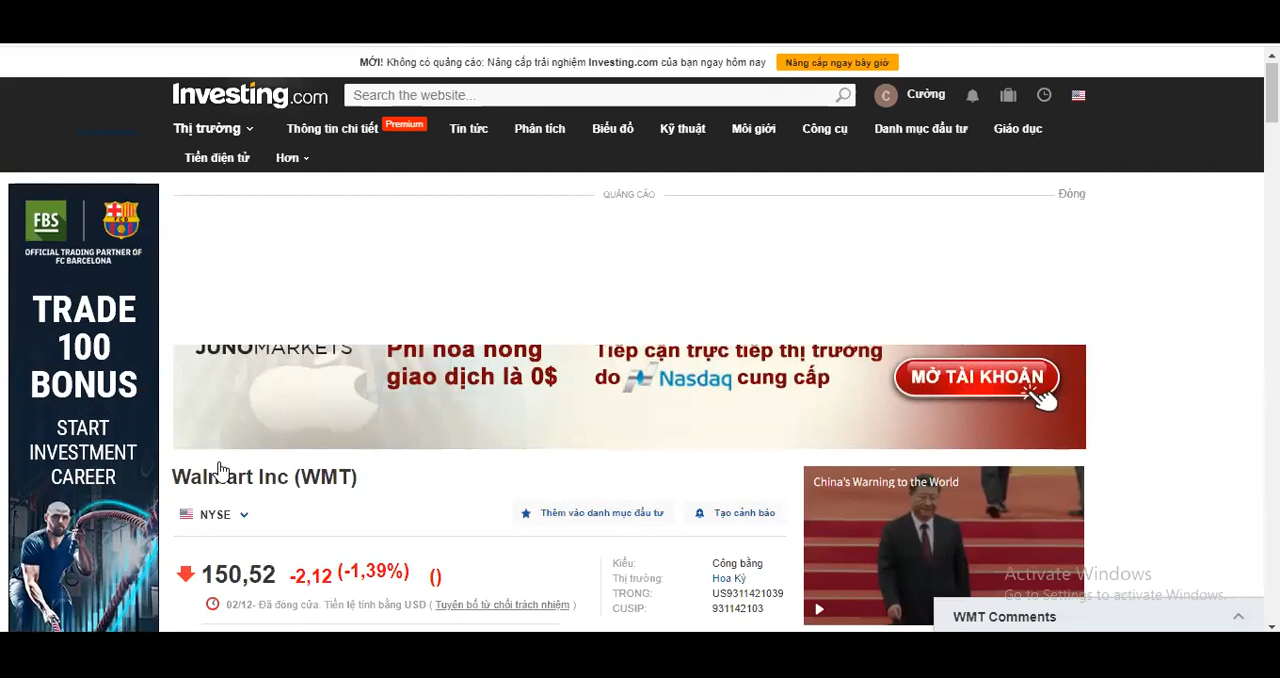 MỚI! Không có quảng cáo: Nâng cấp trải nghiệm Investing.com của bạn ngay hôm nay
Nâng cấp ngay bây giờ
Investing.com
Search the website...
C
Cường
Thị trường
Thông tin chi tiết
Premium
Tin tức
Phân tích
Biểu đồ
Kỹ thuật
Môi giới
Công cụ
Danh mục đầu tư
Giáo dục
Tiền điện tử
Hơn
QUẢNG CÁO
Đóng
FBS
FCB
OFFICIAL TRADING PARTNER OF
FC BARCELONA
TRADE
100
BONUS
START
INVESTMENT
CAREER
JUNOMARKETS
Phí hoa hồng
giao dịch là 0$
Tiếp cận trực tiếp thị trường
do Nasdaq cung cấp
MỞ TÀI KHOẢN
Walmart Inc (WMT)
NYSE
Thêm vào danh mục đầu tư
Tạo cảnh báo
150,52 -2,12 (-1,39%) ()
02/12- Đã đóng cửa. Tiền lệ tính bằng USD ( Tuyên bố từ chối trách nhiệm )
Kiểu: Công bằng
Thị trường: Hoa Kỳ
TRONG: US9311421039
CUSIP: 931142103
China's Warning to the World
Activate Windows
Go to Settings to activate Windows.
WMT Comments